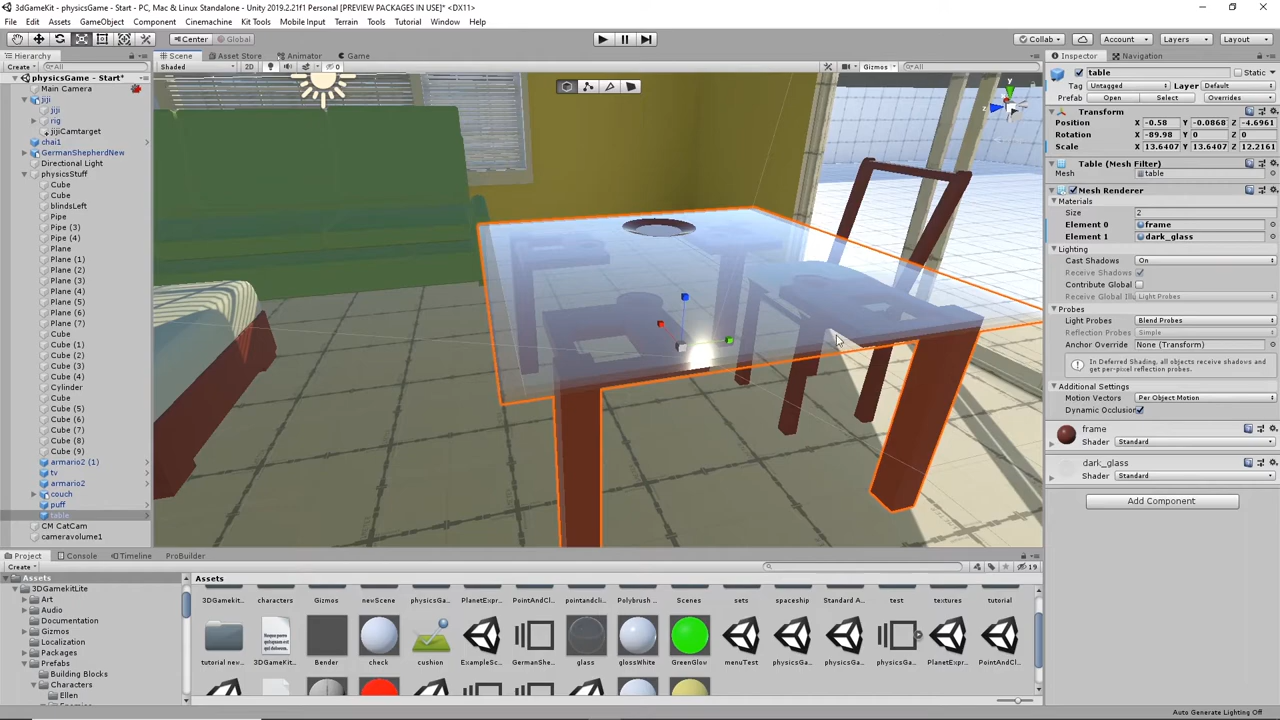 3dGameKit - physicsGame - Start - PC, Mac & Linux Standalone - Unity 2019.2.21f1 Personal [PREVIEW PACKAGES IN USE]* <DX11>
File Edit Assets GameObject Component Cinemachine Kit Tools Mobile Input Terrain Tools Tutorial Window Help
Center Global Collab Account Layers Layout
Hierarchy
Create All
physicsGame - Start*
Main Camera
jiji
jiji
rig
jijiCamtarget
chai1
GermanShepherdNew
Directional Light
physicsStuff
Cube
Cube
blindsLeft
Pipe
Pipe (3)
Pipe (4)
Plane
Plane (1)
Plane (2)
Plane (3)
Plane (4)
Plane (5)
Plane (6)
Plane (7)
Cube
Cube (1)
Cube (2)
Cube (3)
Cube (4)
Cylinder
Cube
Cube (5)
Cube (6)
Cube (7)
Cube (8)
Cube (9)
armario2 (1)
tv
armario2
couch
puff
table
CM CatCam
cameravolume1
Scene Asset Store Animator Game
Shaded 2D 0 Gizmos All
y
z
Inspector Navigation
table Static
Tag Untagged Layer Default
Prefab Open Select Overrides
Transform
Position X -0.58 Y -0.0868 Z -4.6961
Rotation X -89.98 Y 0 Z 0
Scale X 13.6407 Y 13.6407 Z 12.2161
Table (Mesh Filter)
Mesh table
Mesh Renderer
Materials
Size 2
Element 0 frame
Element 1 dark_glass
Lighting
Cast Shadows On
Receive Shadows
Contribute Global
Receive Global Illu Light Probes
Probes
Light Probes Blend Probes
Reflection Probes Simple
Anchor Override None (Transform)
In Deferred Shading, all objects receive shadows and
get per-pixel reflection probes.
Additional Settings
Motion Vectors Per Object Motion
Dynamic Occlusion
frame
Shader Standard
dark_glass
Shader Standard
Add Component
Project Console Timeline ProBuilder
Create 19
Assets
3DGamekitLite
Art
Audio
Documentation
Gizmos
Localization
Packages
Prefabs
Building Blocks
Characters
Ellen
Assets
3DGamekit... characters Gizmos newScene physicsGa... PlanetExpr... PointAndC... pointandcli... Polybrush ... Scenes sets spaceship Standard A... test textures tutorial
tutorial new... 3DGameKit... Bender check cushion ExampleSc... GermanShe... glass glossWhite GreenGlow menuTest physicsGa... physicsGa... physicsGa... PlanetExpr... PointAndCl...
Auto Generate Lighting Off